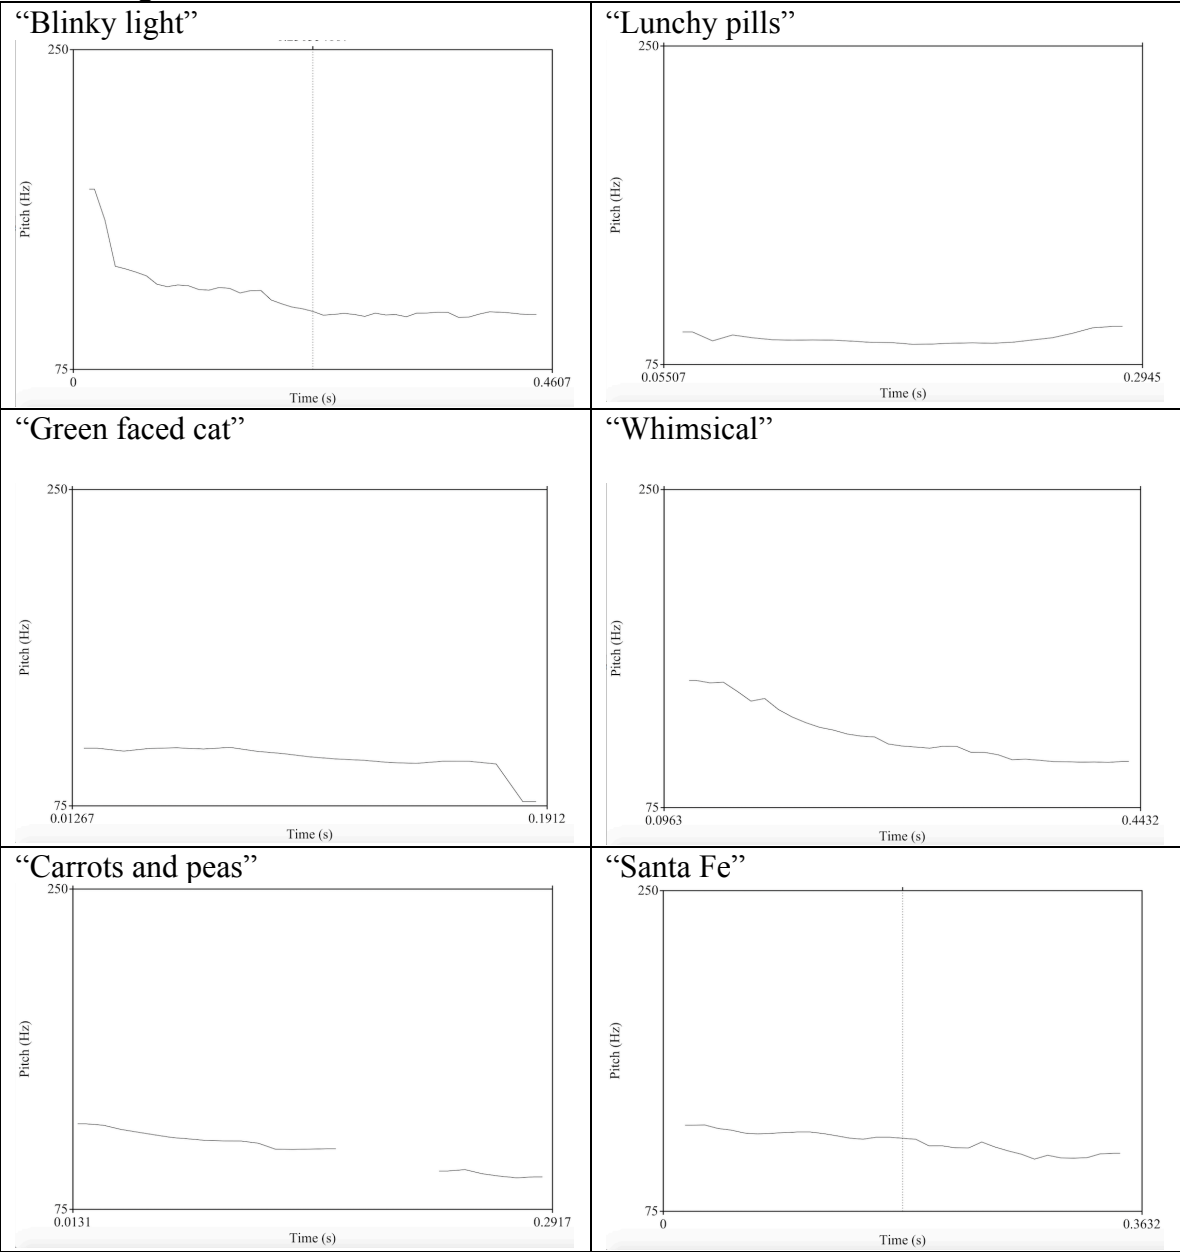 “Blinky light”
250
Pitch (Hz)
75
0
0.4607
Time (s)
“Lunchy pills”
250
Pitch (Hz)
75
0.05507
0.2945
Time (s)
“Green faced cat”
250
Pitch (Hz)
75
0.01267
0.1912
Time (s)
“Whimsical”
250
Pitch (Hz)
75
0.0963
0.4432
Time (s)
“Carrots and peas”
250
Pitch (Hz)
75
0.0131
0.2917
Time (s)
“Santa Fe”
250
Pitch (Hz)
75
0
0.3632
Time (s)